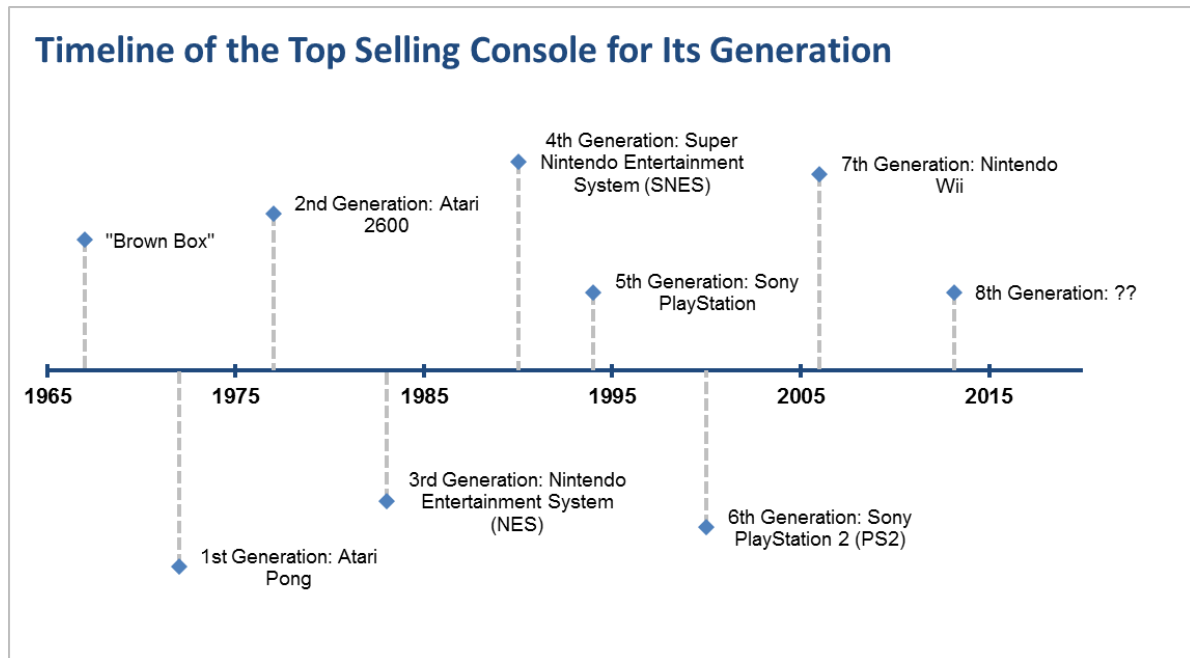 Timeline of the Top Selling Console for Its Generation
4th Generation: Super
Nintendo Entertainment
System (SNES)
7th Generation: Nintendo
Wii
2nd Generation: Atari
2600
"Brown Box"
5th Generation: Sony
PlayStation
8th Generation: ??
1965
1975
1985
1995
2005
2015
3rd Generation: Nintendo
Entertainment System
(NES)
6th Generation: Sony
PlayStation 2 (PS2)
1st Generation: Atari
Pong